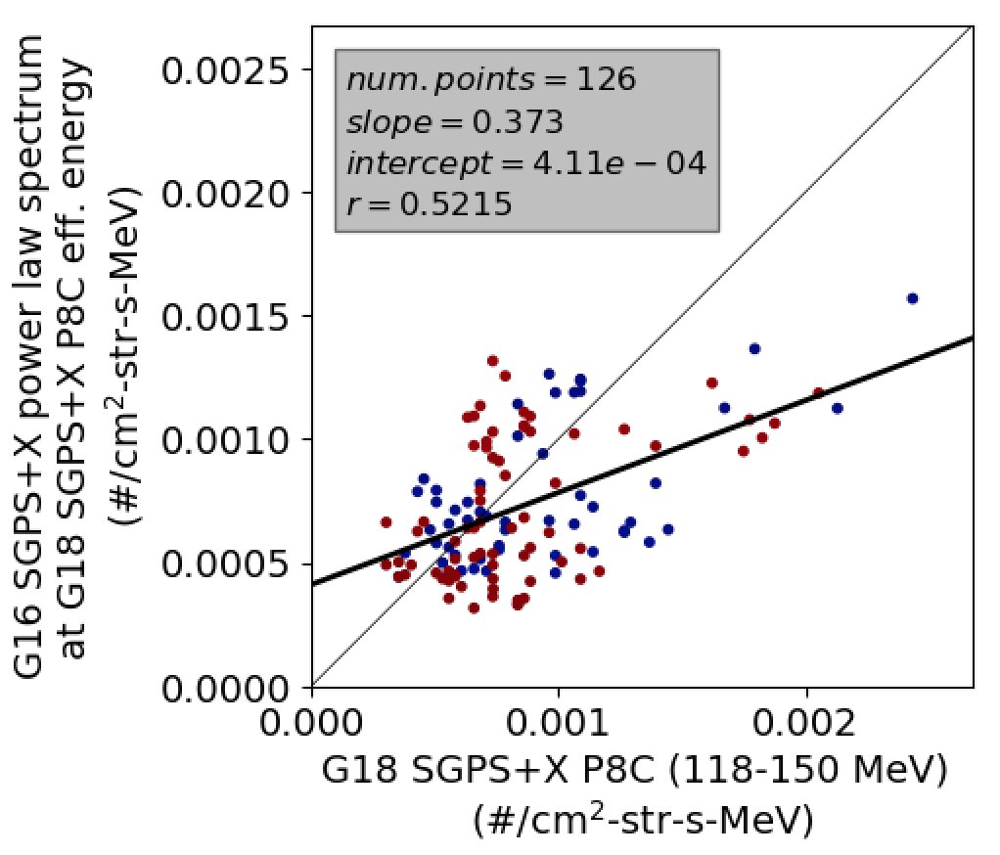 G16 SGPS+X power law spectrum
at G18 SGPS+X P8C eff. energy
(#/cm²-str-s-MeV)
0.0025
0.0020
0.0015
0.0010
0.0005
0.0000
num. points = 126
slope = 0.373
intercept = 4.11e − 04
r = 0.5215
0.000 0.001 0.002
G18 SGPS+X P8C (118-150 MeV)
(#/cm²-str-s-MeV)